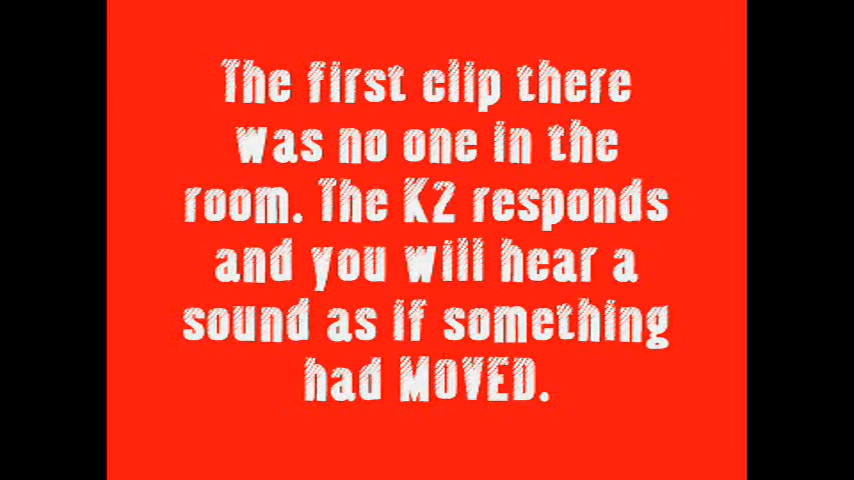 The first clip there
was no one in the
room. The K2 responds
and you will hear a
sound as if something
had MOVED.